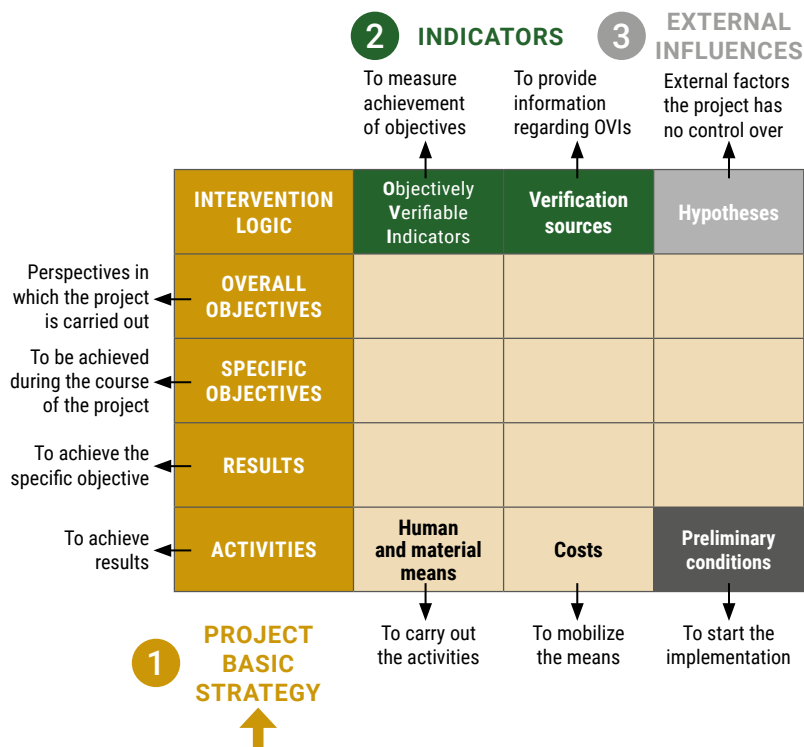 2
INDICATORS
3
EXTERNAL
INFLUENCES
To measure
achievement
of objectives
To provide
information
regarding OVIs
External factors
the project has
no control over
INTERVENTION
LOGIC
Objectively
Verifiable
Indicators
Verification
sources
Hypotheses
Perspectives in
which the project
is carried out
OVERALL
OBJECTIVES
To be achieved
during the course
of the project
SPECIFIC
OBJECTIVES
To achieve the
specific objective
RESULTS
To achieve
results
ACTIVITIES
Human
and material
means
Costs
Preliminary
conditions
To carry out
the activities
To mobilize
the means
To start the
implementation
1
PROJECT
BASIC
STRATEGY